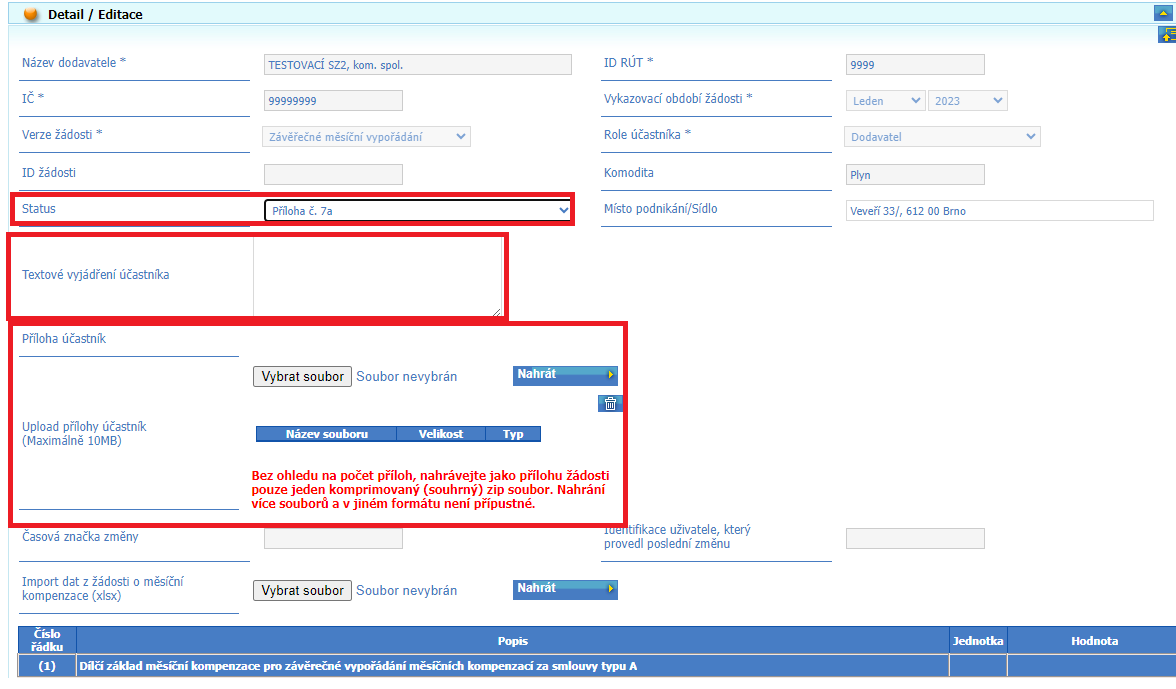 Detail / Editace
Název dodavatele *
TESTOVACÍ SZ2, kom. spol.
ID RÚT *
9999
IČ *
99999999
Vykazovací období žádosti *
Leden
2023
Verze žádosti *
Závěřečné měsíční vypořádání
Role účastníka *
Dodavatel
ID žádosti
Komodita
Plyn
Status
Příloha č. 7a
Místo podnikání/Sídlo
Veveří 33/, 612 00 Brno
Textové vyjádření účastníka
Příloha účastník
Vybrat soubor
Soubor nevybrán
Nahrát
Upload přílohy účastník
(Maximálně 10MB)
Název souboru
Velikost
Typ
Bez ohledu na počet příloh, nahrávejte jako přílohu žádosti
pouze jeden komprimovaný (souhrný) zip soubor. Nahrání
více souborů a v jiném formátu není přípustné.
Časová značka změny
Identifikace uživatele, který
provedl poslední změnu
Import dat z žádosti o měsíční
kompenzace (xlsx)
Vybrat soubor
Soubor nevybrán
Nahrát
Číslo
řádku
Popis
Jednotka
Hodnota
(1)
Dílčí základ měsíční kompenzace pro závěrečné vypořádání měsíčních kompenzací za smlouvy typu A